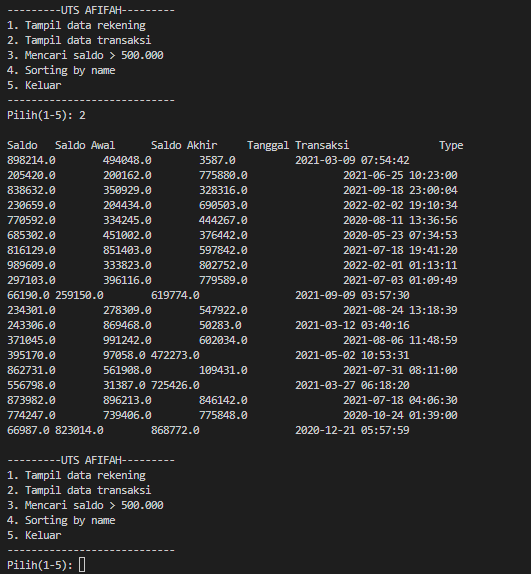 ---------UTS AFIFAH---------
1. Tampil data rekening
2. Tampil data transaksi
3. Mencari saldo > 500.000
4. Sorting by name
5. Keluar
----------------------------
Pilih(1-5): 2
Saldo Saldo Awal Saldo Akhir Tanggal Transaksi Type
898214.0 494048.0 3587.0 2021-03-09 07:54:42
205420.0 200162.0 775880.0 2021-06-25 10:23:00
838632.0 350929.0 328316.0 2021-09-18 23:00:04
230659.0 204434.0 690503.0 2022-02-02 19:10:34
770592.0 334245.0 444267.0 2020-08-11 13:36:56
685302.0 451002.0 376442.0 2020-05-23 07:34:53
816129.0 851403.0 597842.0 2021-07-18 19:41:20
989609.0 333823.0 802752.0 2022-02-01 01:13:11
297103.0 396116.0 779589.0 2021-07-03 01:09:49
66190.0 259150.0 619774.0 2021-09-09 03:57:30
234301.0 278309.0 547922.0 2021-08-24 13:18:39
243306.0 869468.0 50283.0 2021-03-12 03:40:16
371045.0 991242.0 602034.0 2021-08-06 11:48:59
395170.0 97058.0 472273.0 2021-05-02 10:53:31
862731.0 561908.0 109431.0 2021-07-31 08:11:00
556798.0 31387.0 725426.0 2021-03-27 06:18:20
873982.0 896213.0 846142.0 2021-07-18 04:06:30
774247.0 739406.0 775848.0 2020-10-24 01:39:00
66987.0 823014.0 868772.0 2020-12-21 05:57:59
---------UTS AFIFAH---------
1. Tampil data rekening
2. Tampil data transaksi
3. Mencari saldo > 500.000
4. Sorting by name
5. Keluar
----------------------------
Pilih(1-5):